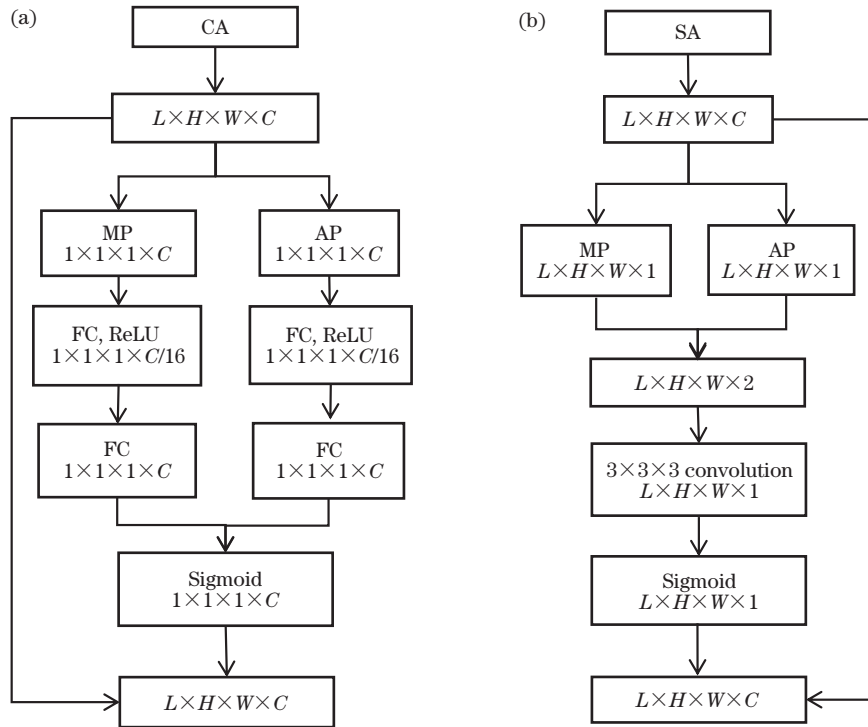 (a)
CA
L×H×W×C
MP
1×1×1×C
AP
1×1×1×C
FC, ReLU
1×1×1×C/16
FC, ReLU
1×1×1×C/16
FC
1×1×1×C
FC
1×1×1×C
Sigmoid
1×1×1×C
L×H×W×C
(b)
SA
L×H×W×C
MP
L×H×W×1
AP
L×H×W×1
L×H×W×2
3×3×3 convolution
L×H×W×1
Sigmoid
L×H×W×1
L×H×W×C